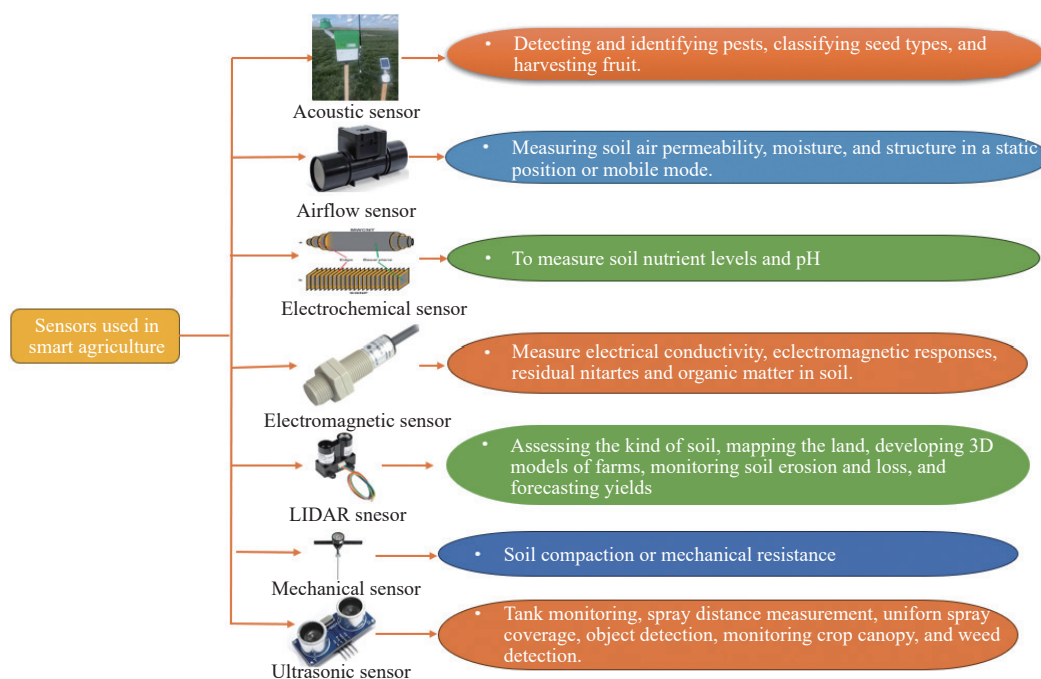 • Detecting and identifying pests, classifying seed types, and
harvesting fruit.
Acoustic sensor
• Measuring soil air permeability, moisture, and structure in a static
position or mobile mode.
Airflow sensor
MWCNT
• To measure soil nutrient levels and pH
Electrochemical sensor
Sensors used in
smart agriculture
• Measure electrical conductivity, eclectromagnetic responses,
residual nitartes and organic matter in soil.
Electromagnetic sensor
• Assessing the kind of soil, mapping the land, developing 3D
models of farms, monitoring soil erosion and loss, and
forecasting yields
LIDAR snesor
• Soil compaction or mechanical resistance
Mechanical sensor
• Tank monitoring, spray distance measurement, uniforn spray
coverage, object detection, monitoring crop canopy, and weed
detection.
Ultrasonic sensor